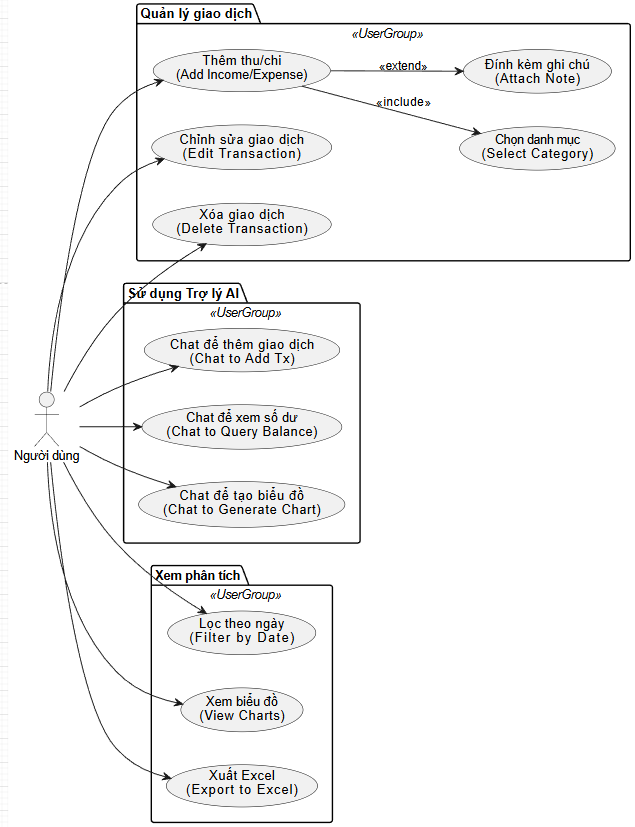 Quản lý giao dịch
«UserGroup»
Thêm thu/chi
(Add Income/Expense)
«extend»
Đính kèm ghi chú
(Attach Note)
«include»
Chọn danh mục
(Select Category)
Chỉnh sửa giao dịch
(Edit Transaction)
Xóa giao dịch
(Delete Transaction)
Sử dụng Trợ lý AI
«UserGroup»
Chat để thêm giao dịch
(Chat to Add Tx)
Chat để xem số dư
(Chat to Query Balance)
Người dùng
Chat để tạo biểu đồ
(Chat to Generate Chart)
Xem phân tích
«UserGroup»
Lọc theo ngày
(Filter by Date)
Xem biểu đồ
(View Charts)
Xuất Excel
(Export to Excel)